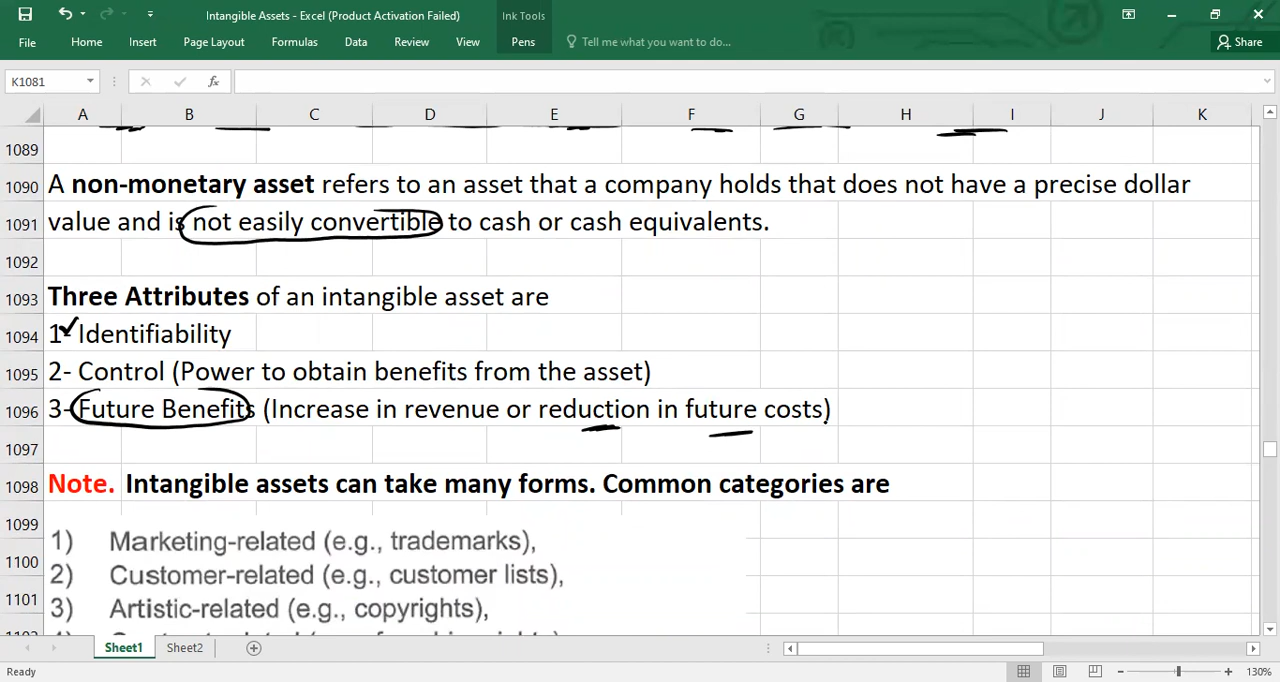 Intangible Assets - Excel (Product Activation Failed)
Ink Tools
File Home Insert Page Layout Formulas Data Review View Pens Tell me what you want to do... Share
K1081 fx
A B C D E F G H I J K
1089
1090 A non-monetary asset refers to an asset that a company holds that does not have a precise dollar
1091 value and is not easily convertible to cash or cash equivalents.
1092
1093 Three Attributes of an intangible asset are
1094 1- Identifiability
1095 2- Control (Power to obtain benefits from the asset)
1096 3- Future Benefits (Increase in revenue or reduction in future costs)
1097
1098 Note. Intangible assets can take many forms. Common categories are
1099
1) Marketing-related (e.g., trademarks),
1100
2) Customer-related (e.g., customer lists),
1101
3) Artistic-related (e.g., copyrights),
Sheet1 Sheet2
Ready 130%